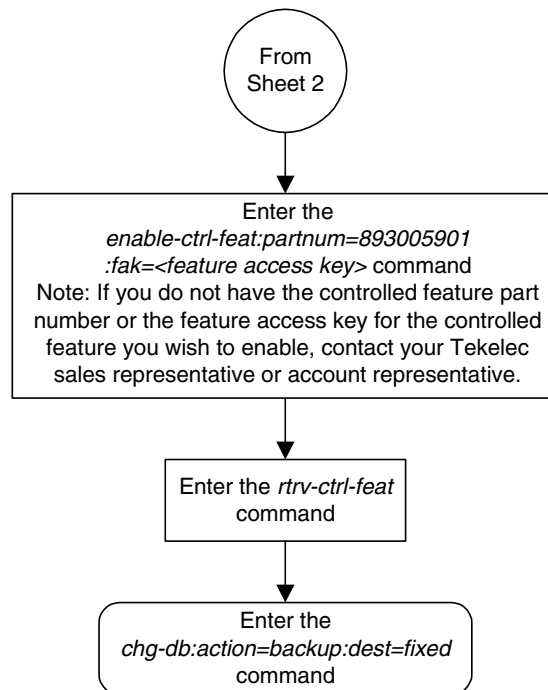 From
Sheet 2
Enter the
enable-ctrl-feat:partnum=893005901
:fak=<feature access key> command
Note: If you do not have the controlled feature part
number or the feature access key for the controlled
feature you wish to enable, contact your Tekelec
sales representative or account representative.
Enter the rtrv-ctrl-feat
command
Enter the
chg-db:action=backup:dest=fixed
command